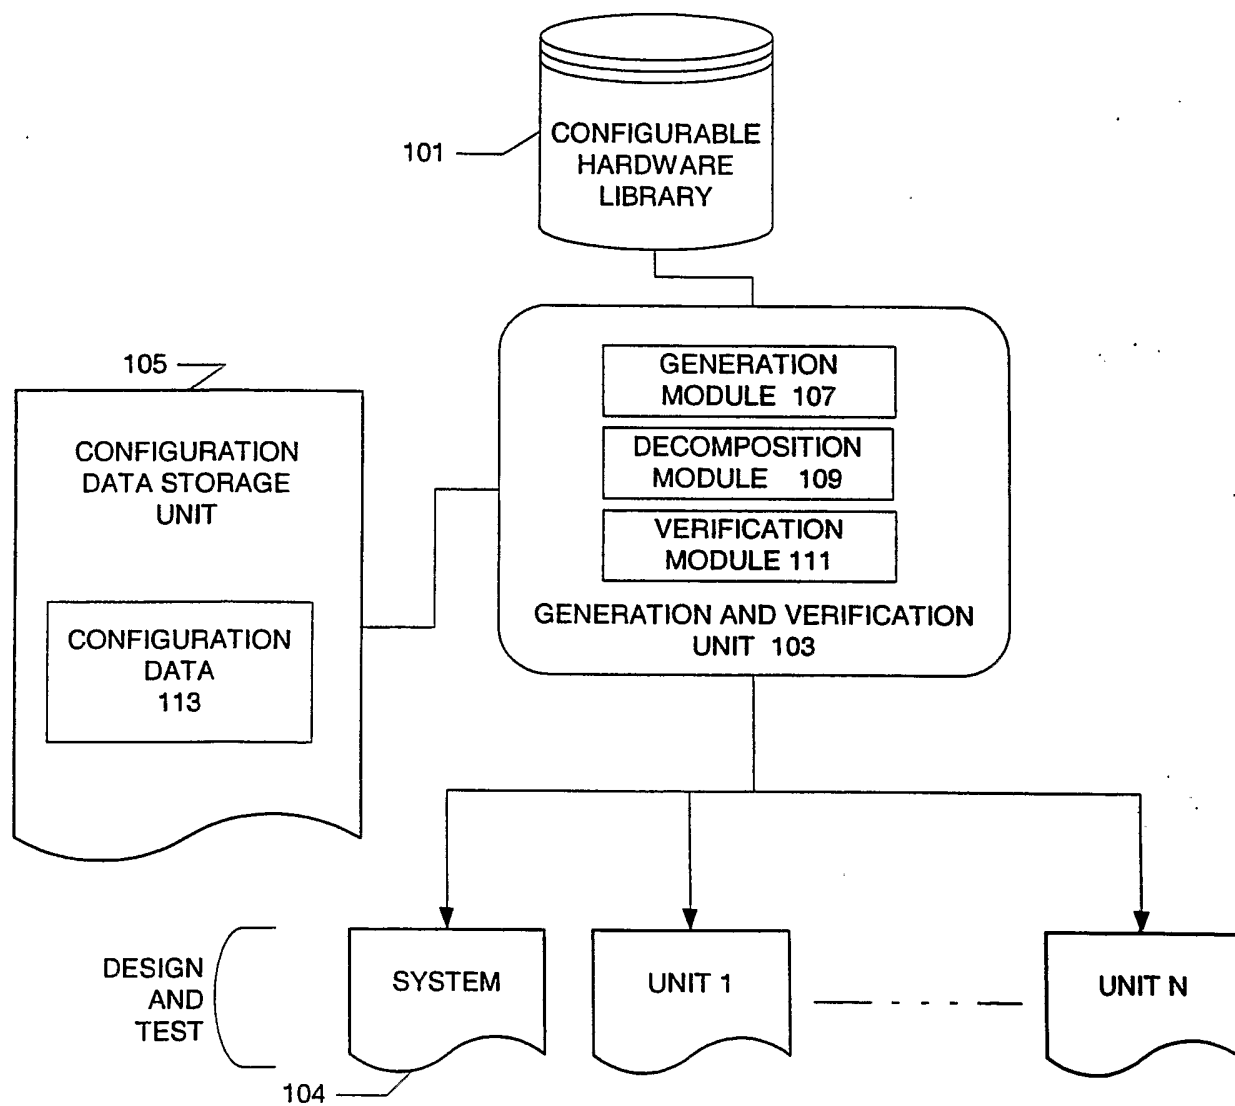 CONFIGURABLE
HARDWARE
LIBRARY
101
105
CONFIGURATION
DATA STORAGE
UNIT
CONFIGURATION
DATA
113
GENERATION
MODULE 107
DECOMPOSITION
MODULE 109
VERIFICATION
MODULE 111
GENERATION AND VERIFICATION
UNIT 103
DESIGN
AND
TEST
SYSTEM
UNIT 1
UNIT N
104